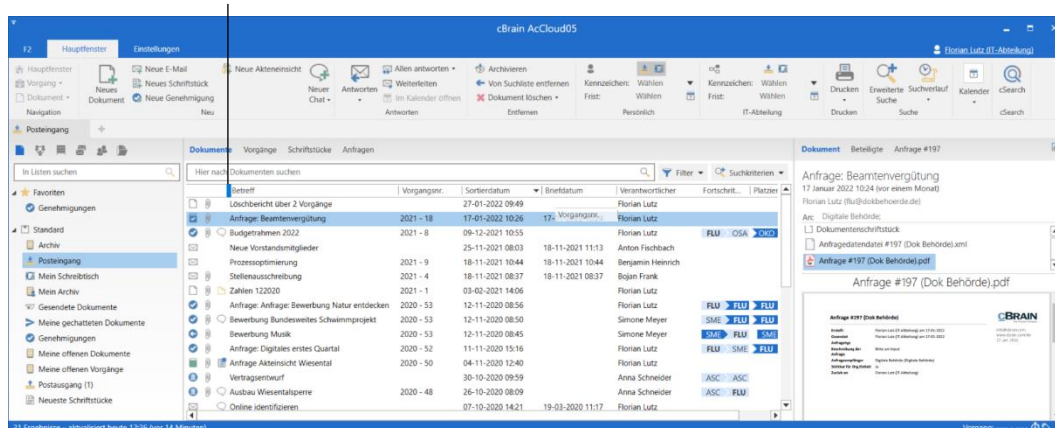 cBrain AcCloud05
F2 Hauptfenster Einstellungen Florian Lutz (IT-Abteilung)
Hauptfenster Neue E-Mail Neue Akteneinsicht Allen antworten Archivieren
Vorgang Neues Schriftstück Weiterleiten Von Suchliste entfernen Kennzeichen: Wählen Kennzeichen: Wählen
Dokument Neues Dokument Neue Genehmigung Neuer Chat Antworten Im Kalender öffnen Dokument löschen Frist: Wählen Frist: Wählen Drucken Erweiterte Suche Suchverlauf Kalender cSearch
Navigation Neu Antworten Entfernen Persönlich IT-Abteilung Drucken Suche cSearch
Posteingang +
Dokumente Vorgänge Schriftstücke Anfragen
In Listen suchen
Hier nach Dokumenten suchen Filter Suchkriterien
Betreff Vorgangsnr. Sortierdatum Briefdatum Verantwortlicher Fortschrit... Platzier
Löschbericht über 2 Vorgänge 27-01-2022 09:49 Florian Lutz
Anfrage: Beamtenvergütung 2021 - 18 17-01-2022 10:26 17- Vorgangsnr. Florian Lutz
Budgetrahmen 2022 2021 - 8 09-12-2021 10:55 Florian Lutz FLU OSA ÖKO
Neue Vorstandsmitglieder 25-11-2021 08:03 18-11-2021 11:13 Anton Fischbach
Prozessoptimierung 2021 - 9 18-11-2021 10:44 18-11-2021 10:44 Benjamin Heinrich
Stellenausschreibung 2021 - 4 18-11-2021 08:37 18-11-2021 08:37 Bojan Frank
Zahlen 122020 2021 - 1 03-02-2021 14:06 Florian Lutz
Anfrage: Anfrage: Bewerbung Natur entdecken 2020 - 53 12-11-2020 08:56 Florian Lutz FLU FLU FLU
Bewerbung Bundesweites Schwimmprojekt 2020 - 53 12-11-2020 08:50 Simone Meyer SME FLU FLU
Bewerbung Musik 2020 - 53 12-11-2020 08:45 Simone Meyer SME FLU SME
Anfrage: Digitales erstes Quartal 2020 - 52 11-11-2020 15:16 Florian Lutz FLU SME FLU
Anfrage Akteinsicht Wiesental 2020 - 50 04-11-2020 12:40 Florian Lutz
Vertragsentwurf 30-10-2020 09:59 Anna Schneider ASC ASC
Ausbau Wiesentalsperre 2020 - 48 26-10-2020 08:09 Anna Schneider ASC FLU
Online identifizieren 07-10-2020 14:21 19-03-2020 11:17 Florian Lutz
Favoriten
Genehmigungen
Standard
Archiv
Posteingang
Mein Schreibtisch
Mein Archiv
Gesendete Dokumente
Meine gechatteten Dokumente
Genehmigungen
Meine offenen Dokumente
Meine offenen Vorgänge
Postausgang (1)
Neueste Schriftstücke
Dokument Beteiligte Anfrage #197
Anfrage: Beamtenvergütung
17 Januar 2022 10:24 (vor einem Monat)
Florian Lutz (flu@dokbehoerde.de)
An: Digitale Behörde;
Dokumentenschriftstück
Anfragedatendatei #197 (Dok Behörde).xml
Anfrage #197 (Dok Behörde).pdf
Anfrage #197 (Dok Behörde).pdf
Anfrage #197 (Dok Behörde)
CBRAIN
31 Ergebnisse - aktualisiert heute 12:36 (vor 14 Minuten)